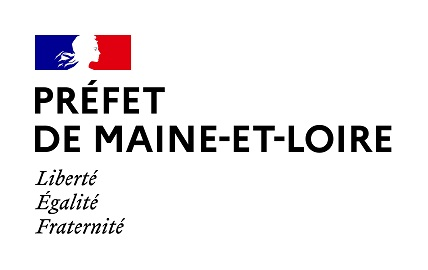 PRÉFET
DE MAINE-ET-LOIRE
Liberté
Égalité
Fraternité